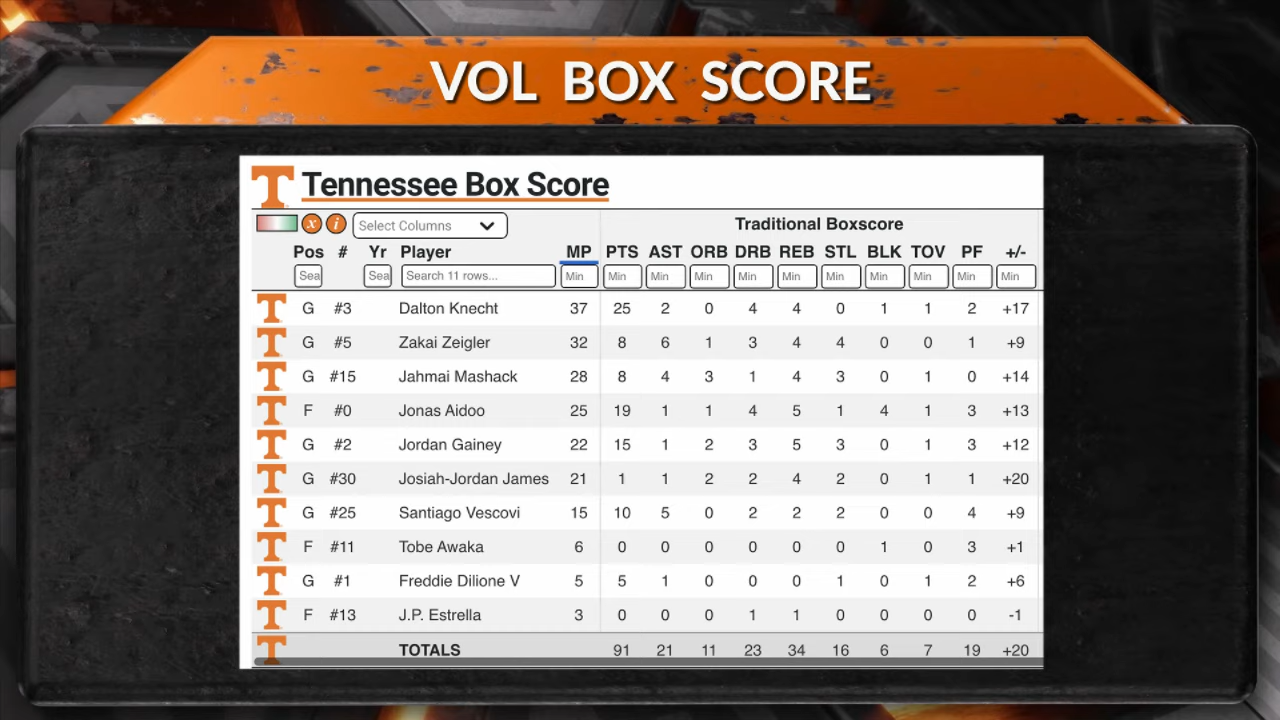 VOL BOX SCORE
T Tennessee Box Score
x i Select Columns Traditional Boxscore
Pos # Yr Player MP PTS AST ORB DRB REB STL BLK TOV PF +/-
Sea Sea Search 11 rows... Min Min Min Min Min Min Min Min Min Min Min
T G #3 Dalton Knecht 37 25 2 0 4 4 0 1 1 2 +17
T G #5 Zakai Zeigler 32 8 6 1 3 4 4 0 0 1 +9
T G #15 Jahmai Mashack 28 8 4 3 1 4 3 0 1 0 +14
T F #0 Jonas Aidoo 25 19 1 1 4 5 1 4 1 3 +13
T G #2 Jordan Gainey 22 15 1 2 3 5 3 0 1 3 +12
T G #30 Josiah-Jordan James 21 1 1 2 2 4 2 0 1 1 +20
T G #25 Santiago Vescovi 15 10 5 0 2 2 2 0 0 4 +9
T F #11 Tobe Awaka 6 0 0 0 0 0 0 1 0 3 +1
T G #1 Freddie Dilione V 5 5 1 0 0 0 1 0 1 2 +6
T F #13 J.P. Estrella 3 0 0 0 1 1 0 0 0 0 -1
T TOTALS 91 21 11 23 34 16 6 7 19 +20